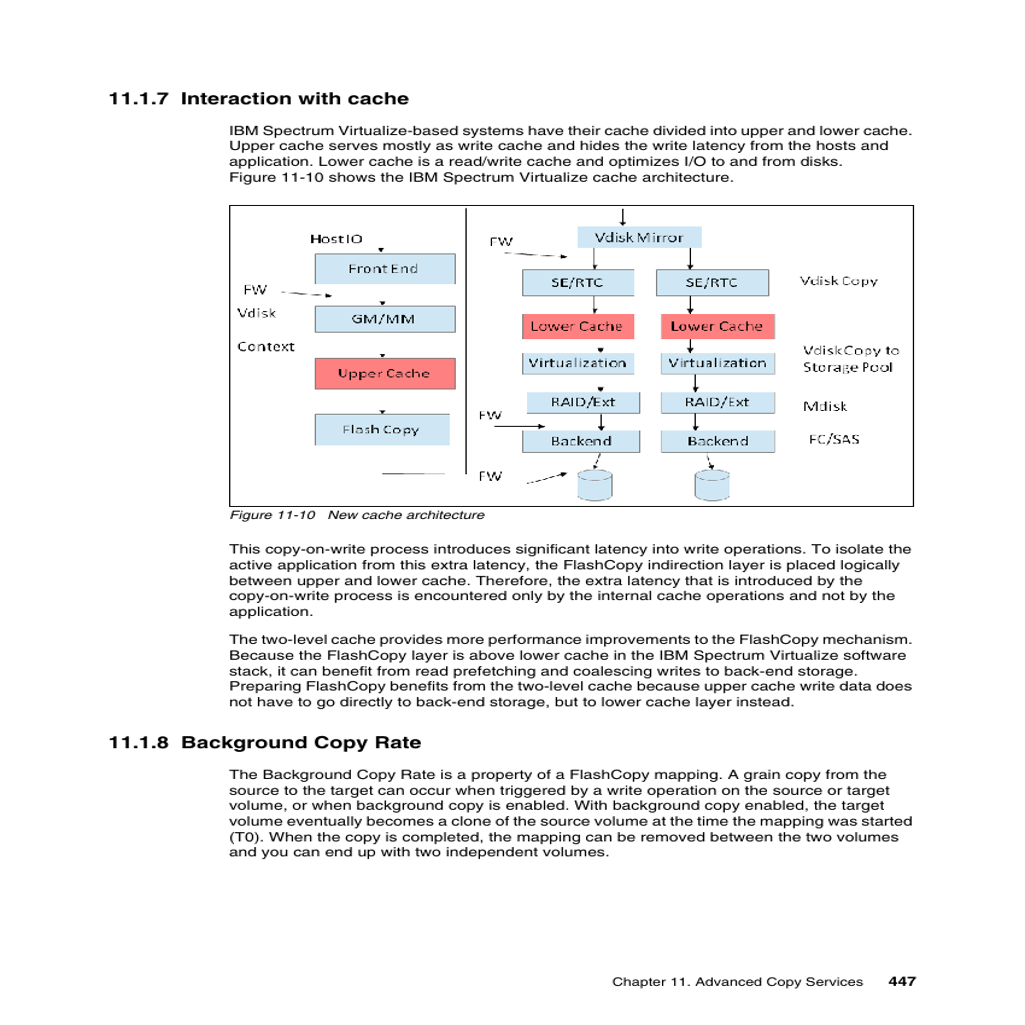 11.1.7 Interaction with cache
IBM Spectrum Virtualize-based systems have their cache divided into upper and lower cache.
Upper cache serves mostly as write cache and hides the write latency from the hosts and
application. Lower cache is a read/write cache and optimizes I/O to and from disks.
Figure 11-10 shows the IBM Spectrum Virtualize cache architecture.
Host IO
Front End
FW
Vdisk
GM/MM
Context
Upper Cache
Flash Copy
Vdisk Mirror
FW
SE/RTC
SE/RTC
Vdisk Copy
Lower Cache
Lower Cache
Virtualization
Virtualization
Vdisk Copy to
Storage Pool
RAID/Ext
RAID/Ext
Mdisk
FW
Backend
Backend
FC/SAS
FW
Figure 11-10 New cache architecture
This copy-on-write process introduces significant latency into write operations. To isolate the
active application from this extra latency, the FlashCopy indirection layer is placed logically
between upper and lower cache. Therefore, the extra latency that is introduced by the
copy-on-write process is encountered only by the internal cache operations and not by the
application.
The two-level cache provides more performance improvements to the FlashCopy mechanism.
Because the FlashCopy layer is above lower cache in the IBM Spectrum Virtualize software
stack, it can benefit from read prefetching and coalescing writes to back-end storage.
Preparing FlashCopy benefits from the two-level cache because upper cache write data does
not have to go directly to back-end storage, but to lower cache layer instead.
11.1.8 Background Copy Rate
The Background Copy Rate is a property of a FlashCopy mapping. A grain copy from the
source to the target can occur when triggered by a write operation on the source or target
volume, or when background copy is enabled. With background copy enabled, the target
volume eventually becomes a clone of the source volume at the time the mapping was started
(T0). When the copy is completed, the mapping can be removed between the two volumes
and you can end up with two independent volumes.
Chapter 11. Advanced Copy Services 447